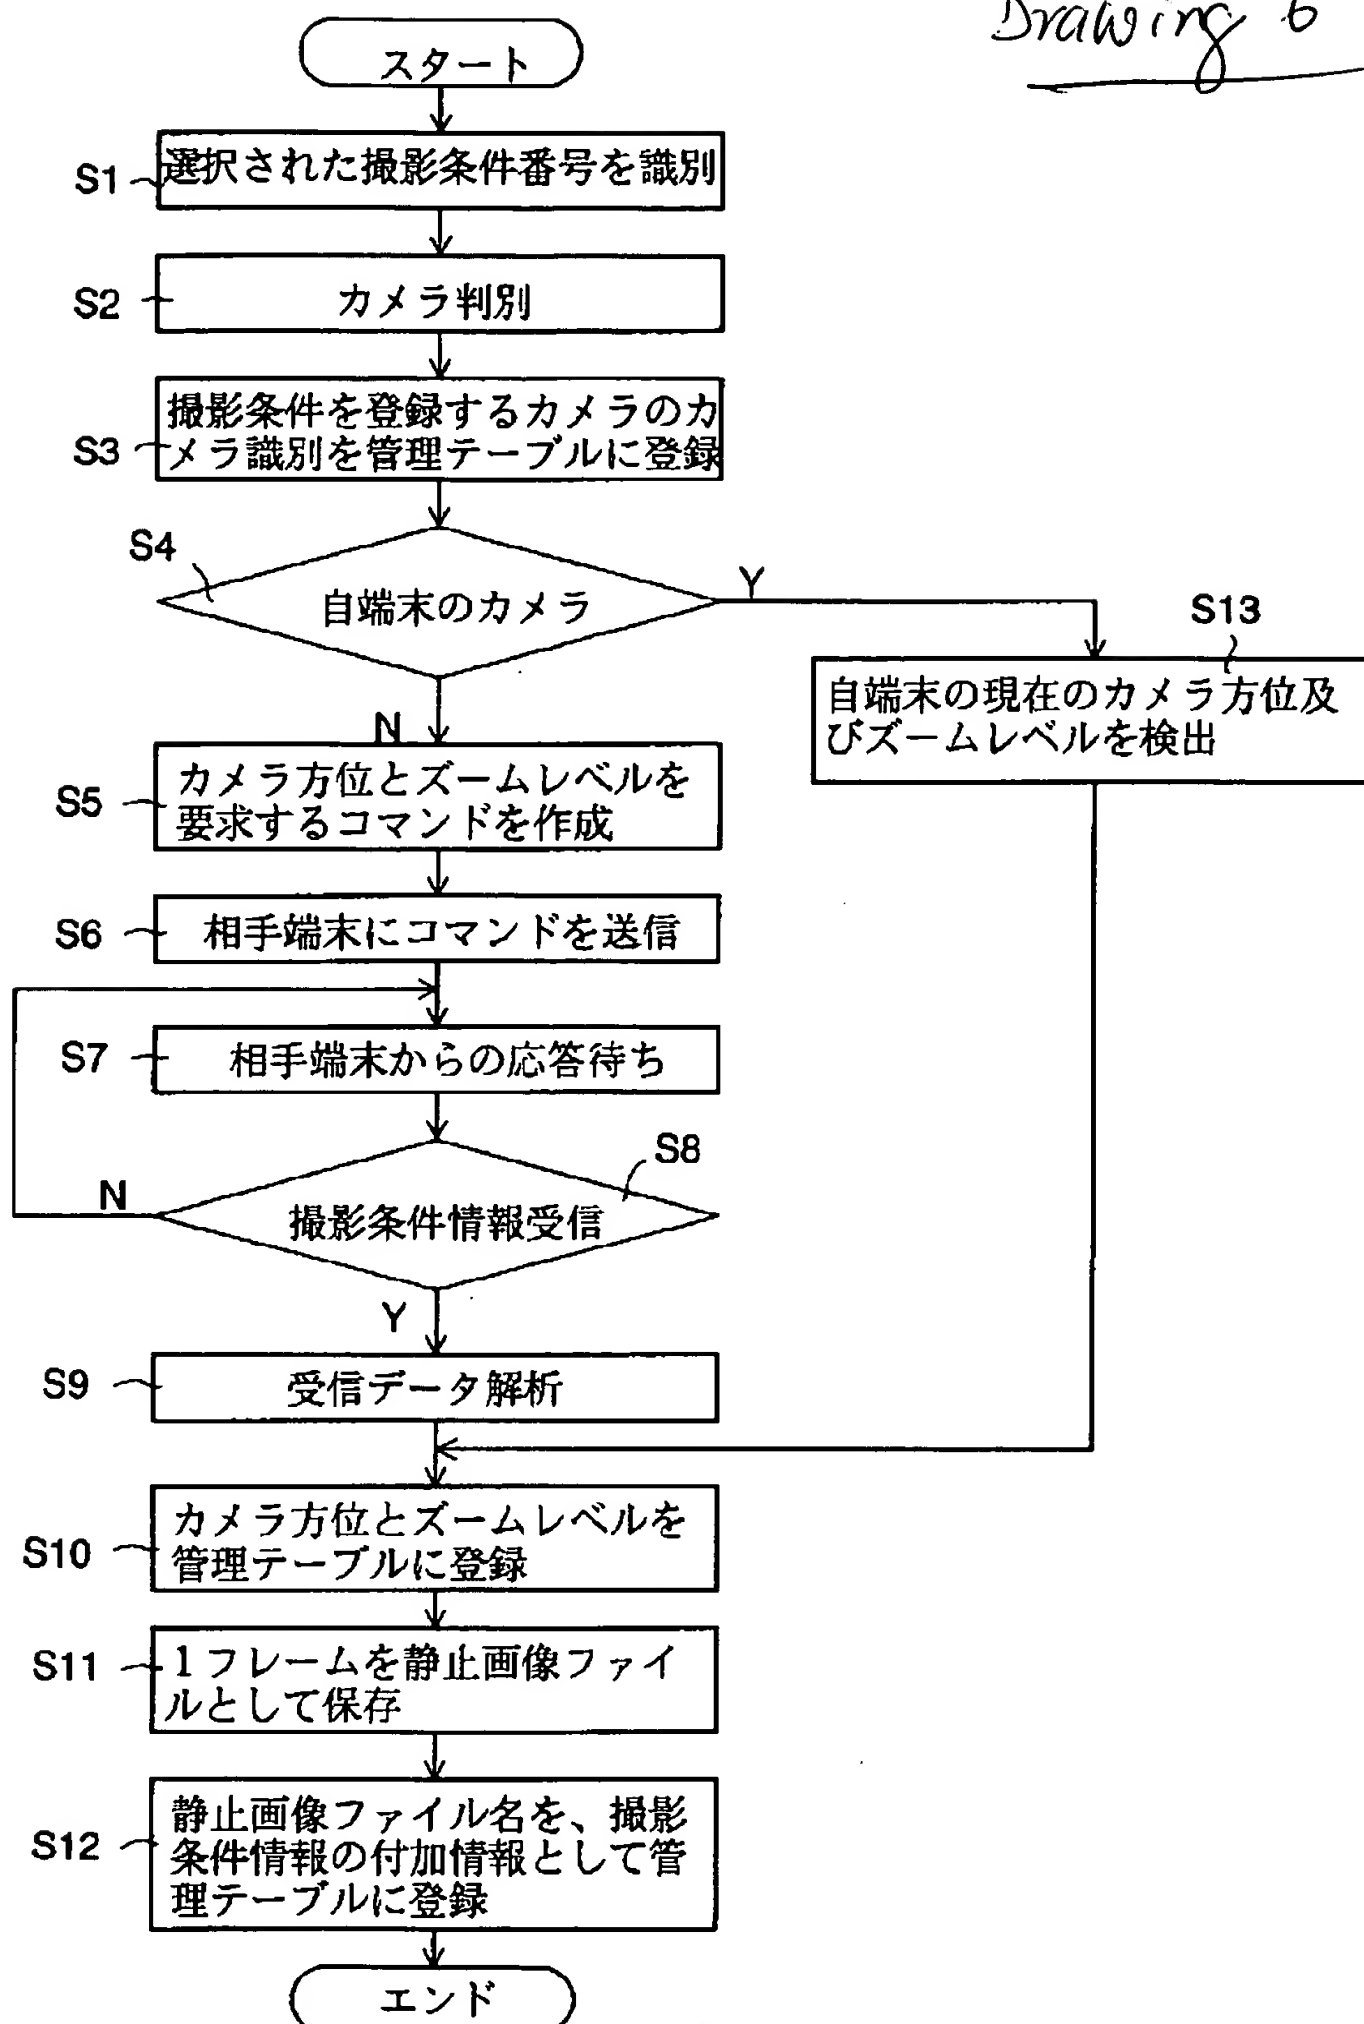 Drawing 6
スタート
S1
選択された撮影条件番号を識別
S2
カメラ判別
S3
撮影条件を登録するカメラのカ
メラ識別を管理テーブルに登録
S4
自端末のカメラ
Y
N
S13
自端末の現在のカメラ方位及
びズームレベルを検出
S5
カメラ方位とズームレベルを
要求するコマンドを作成
S6
相手端末にコマンドを送信
S7
相手端末からの応答待ち
S8
撮影条件情報受信
N
Y
S9
受信データ解析
S10
カメラ方位とズームレベルを
管理テーブルに登録
S11
1フレームを静止画像ファイ
ルとして保存
S12
静止画像ファイル名を、撮影
条件情報の付加情報として管
理テーブルに登録
エンド